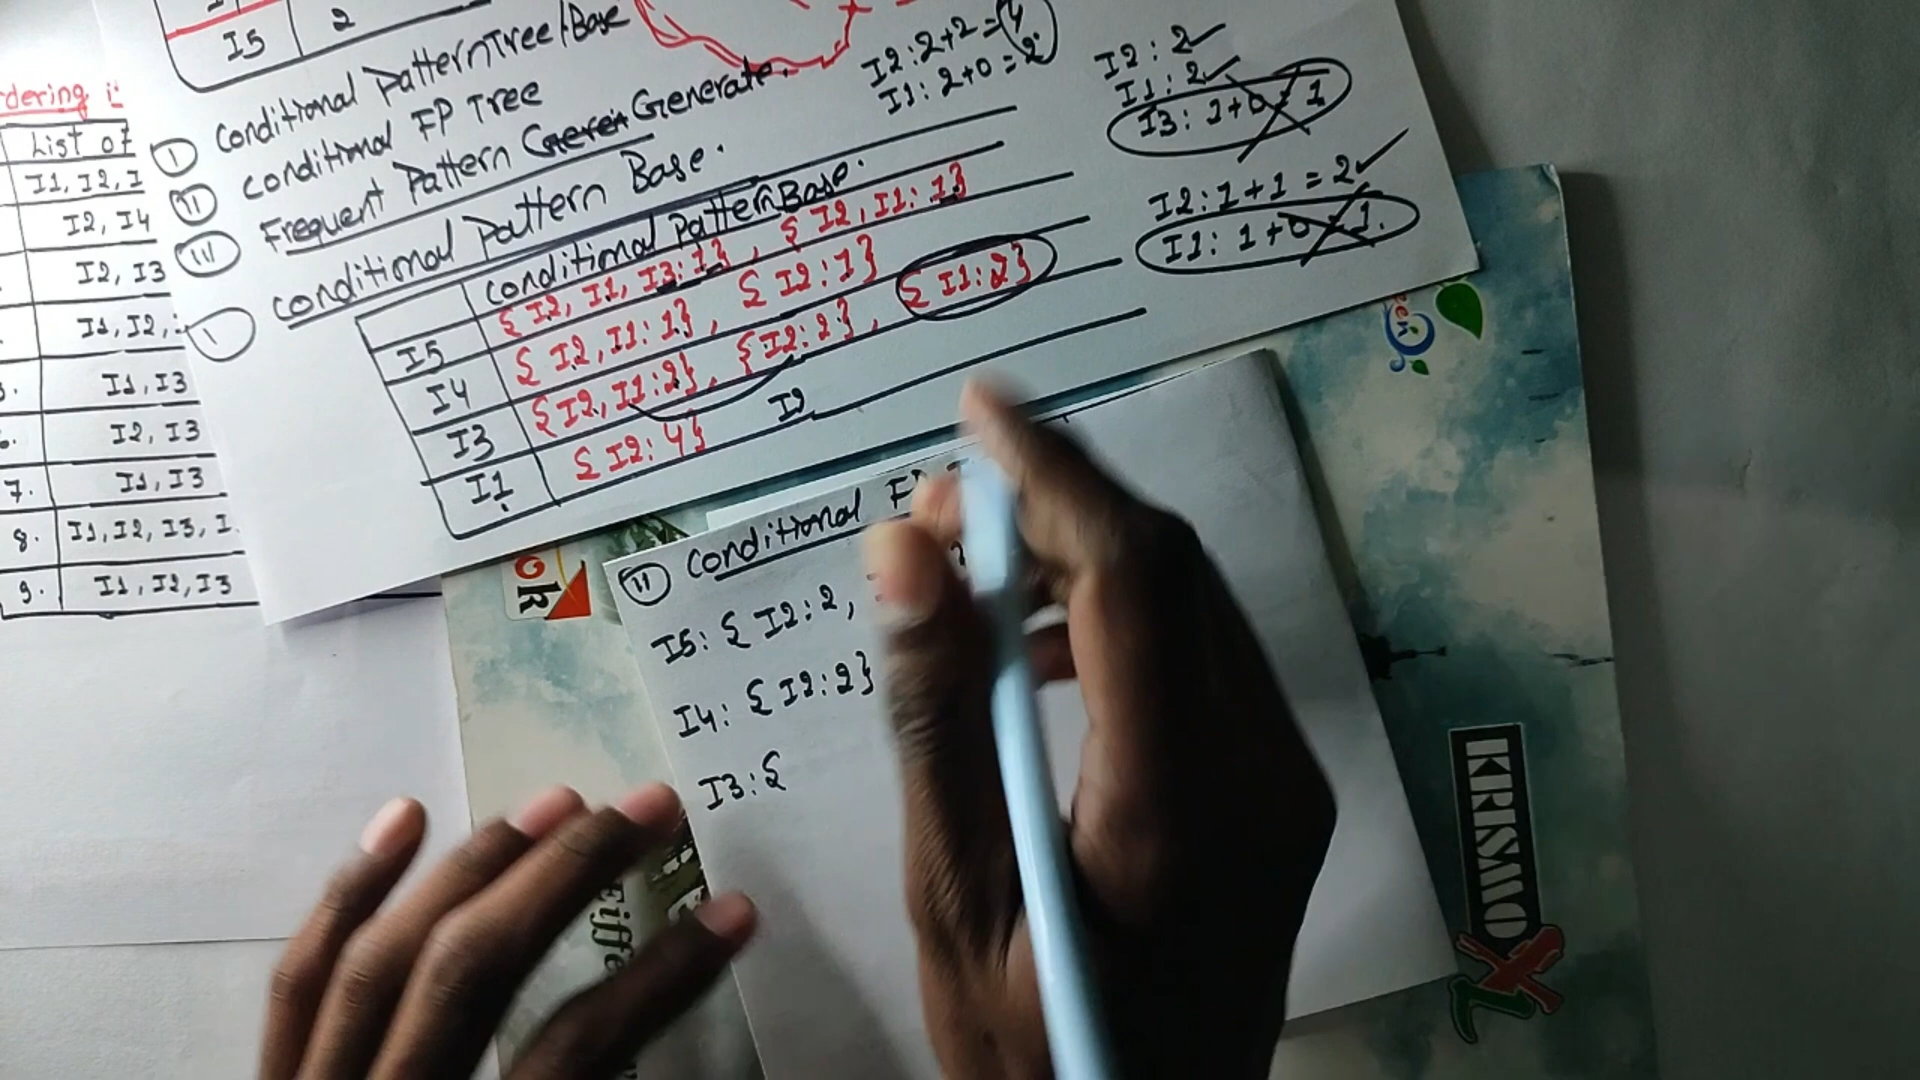 I5 2
dering i
List of
I1, I2, I
I2, I4
I2, I3
I1, I2,
I1, I3
6. I2, I3
7. I1, I3
8. I1, I2, I3, I
9. I1, I2, I3
I conditional PatternTree/Base
II conditional FP Tree
III Frequent Pattern Generate.
I2:2+2=4
I1: 2+0=2
I2: 2✓
I1: 2✓
I3: 1+0=1
I2:1+1=2✓
I1: 1+0=1.
I conditional Pattern Base.
conditional Pattern Base.
I5 {I2, I1, I3:1}, {I2, I1:1}
I4 {I2, I1:1}, {I2:1}
I3 {I2, I1:2}, {I2:2}, {I1:2}
I1 {I2:4}
I2
II conditional
I5: {I2:2,
I4: {I2:2}
I3: {
KRISMO
Eiffe